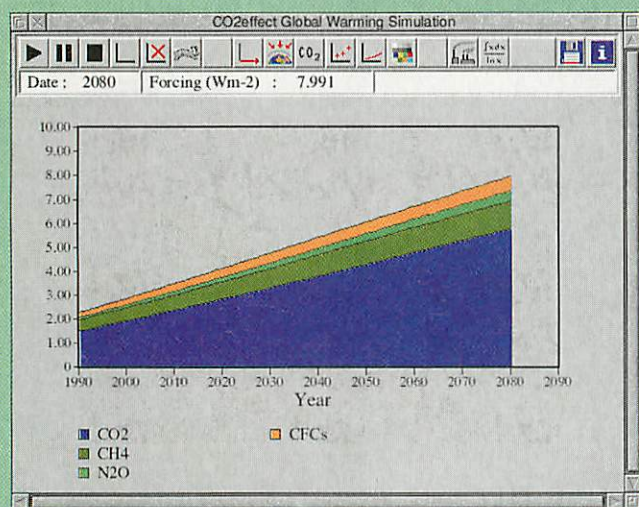 CO2effect Global Warming Simulation
CO₂
∫xdx
lnx
i
Date : 2080 Forcing (Wm-2) : 7.991
10.00
9.00
8.00
7.00
6.00
5.00
4.00
3.00
2.00
1.00
0
1990 2000 2010 2020 2030 2040 2050 2060 2070 2080 2090
Year
CO2 CFCs
CH4
N2O